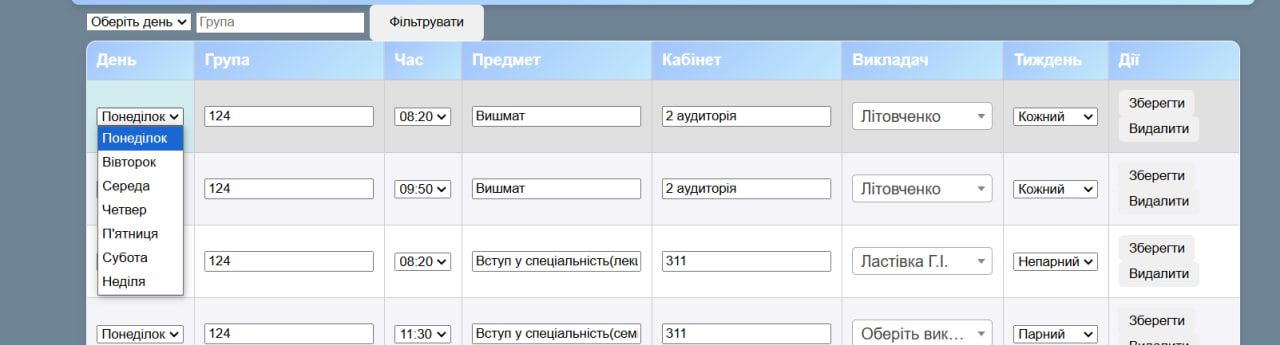 Оберіть день Група Фільтрувати
День Група Час Предмет Кабінет Викладач Тиждень Дії
Понеділок 124 08:20 Вишмат 2 аудиторія Літовченко Кожний Зберегти
Видалити
Понеділок
Вівторок
Середа
Четвер
П'ятниця
Субота
Неділя
124 09:50 Вишмат 2 аудиторія Літовченко Кожний Зберегти
Видалити
124 08:20 Вступ у спеціальність(лекц 311 Ластівка Г.І. Непарний Зберегти
Видалити
Понеділок 124 11:30 Вступ у спеціальність(сем 311 Оберіть вик... Парний Зберегти
Видалити